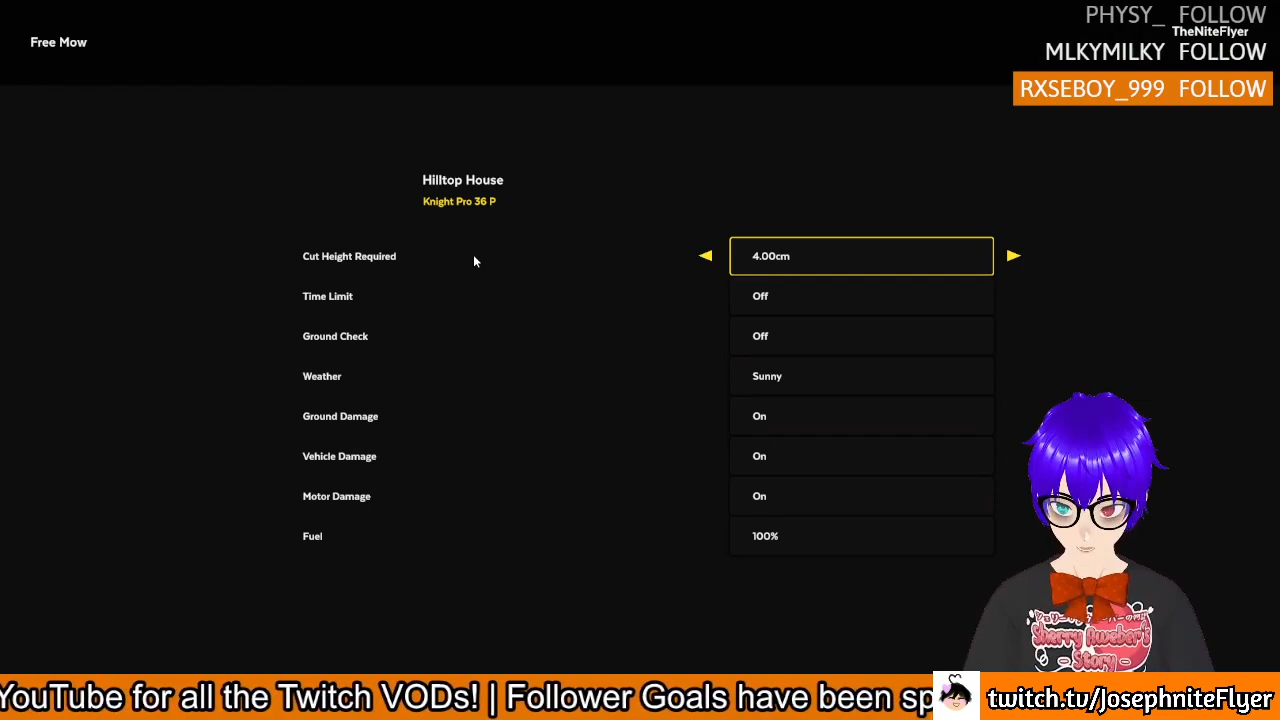 PHYSY_ FOLLOW
TheNiteFlyer
Free Mow
MLKYMILKY FOLLOW
RXSEBOY_999 FOLLOW
Hilltop House
Knight Pro 36 P
Cut Height Required 4.00cm
Time Limit Off
Ground Check Off
Weather Sunny
Ground Damage On
Vehicle Damage On
Motor Damage On
Fuel 100%
Sherry Aweber's
Story
YouTube for all the Twitch VODs! | Follower Goals have been sp
twitch.tv/JosephniteFlyer